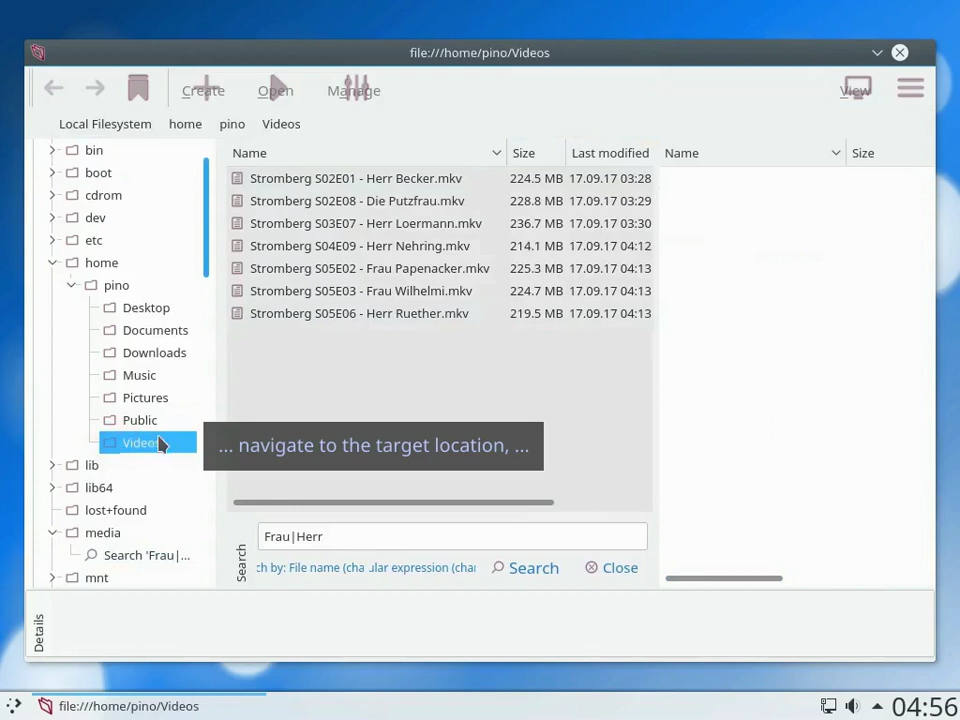 file:///home/pino/Videos
Create
Open
Manage
View
Local Filesystem home pino Videos
bin
boot
cdrom
dev
etc
home
pino
Desktop
Documents
Downloads
Music
Pictures
Public
Videos
lib
lib64
lost+found
media
Search 'Frau|...
mnt
Name Size Last modified
Stromberg S02E01 - Herr Becker.mkv 224.5 MB 17.09.17 03:28
Stromberg S02E08 - Die Putzfrau.mkv 228.8 MB 17.09.17 03:29
Stromberg S03E07 - Herr Loermann.mkv 236.7 MB 17.09.17 03:30
Stromberg S04E09 - Herr Nehring.mkv 214.1 MB 17.09.17 04:12
Stromberg S05E02 - Frau Papenacker.mkv 225.3 MB 17.09.17 04:13
Stromberg S05E03 - Frau Wilhelmi.mkv 224.7 MB 17.09.17 04:13
Stromberg S05E06 - Herr Ruether.mkv 219.5 MB 17.09.17 04:13
Name Size
... navigate to the target location, ...
Search
Frau|Herr
ch by: File name (cha ular expression (char
Search
Close
Details
file:///home/pino/Videos
04:56